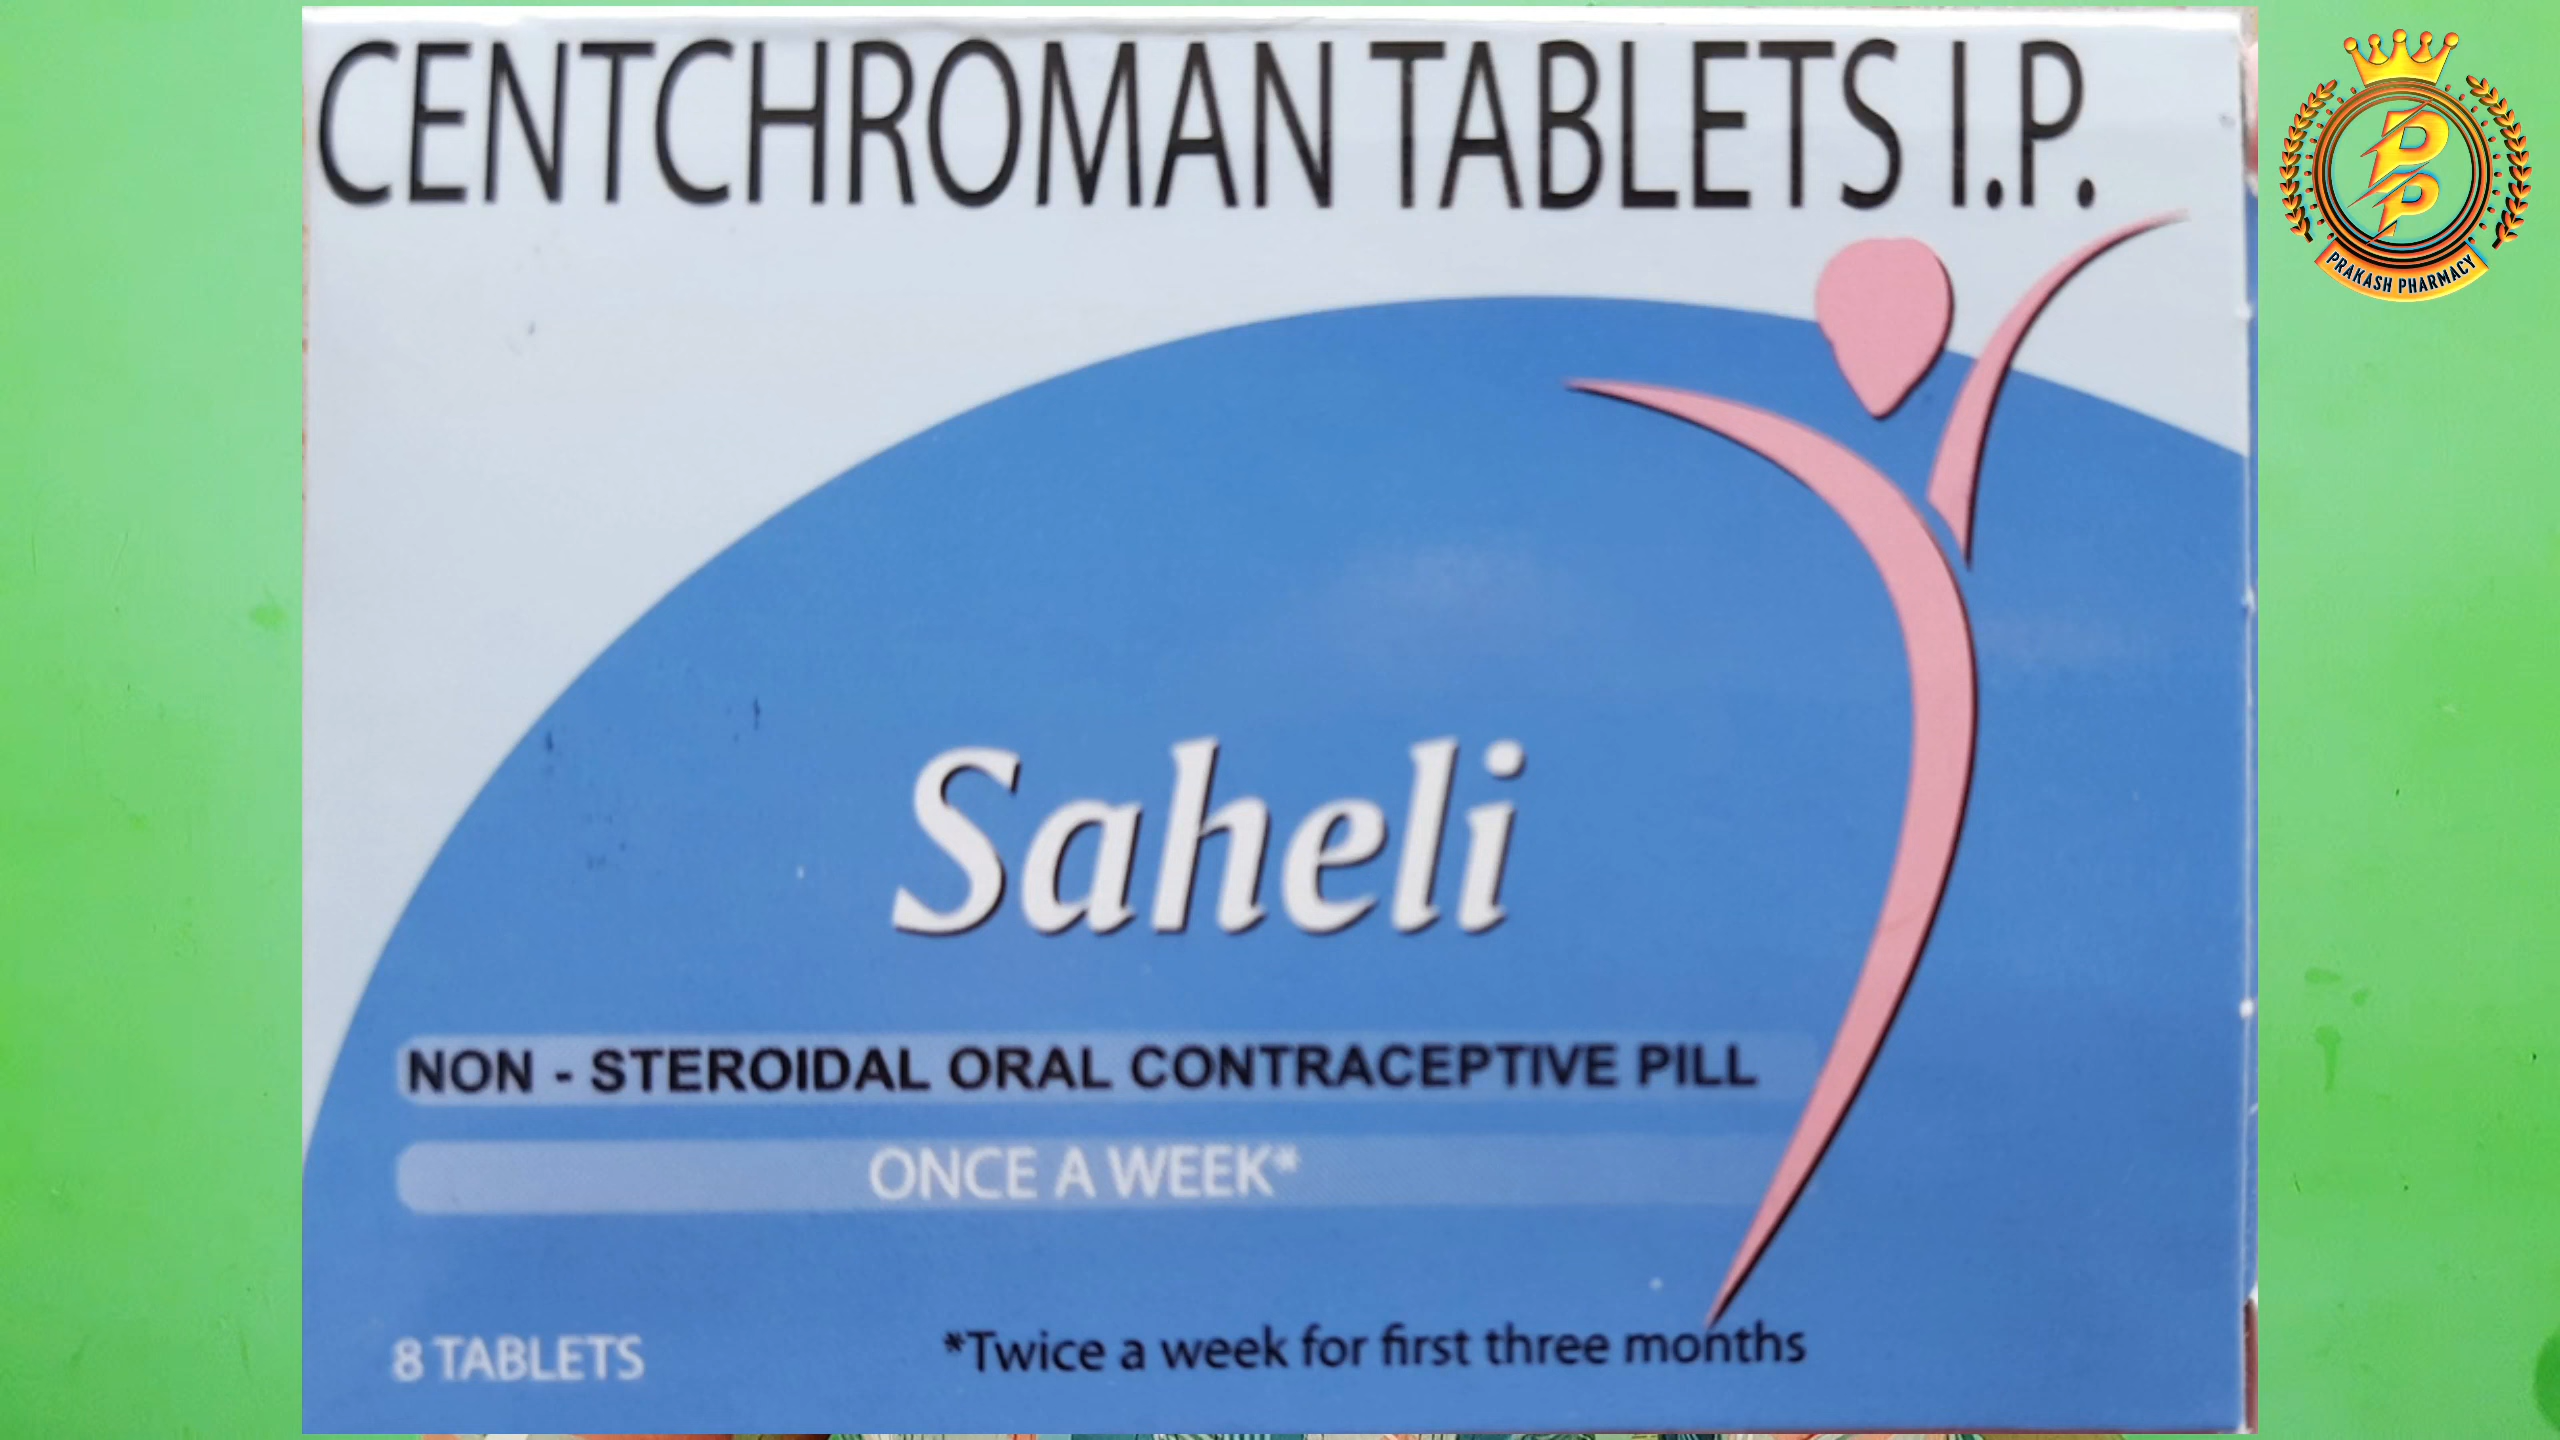 CENTCHROMAN TABLETS I.P.
PP
PRAKASH PHARMACY
Saheli
NON - STEROIDAL ORAL CONTRACEPTIVE PILL
ONCE A WEEK*
8 TABLETS
*Twice a week for first three months